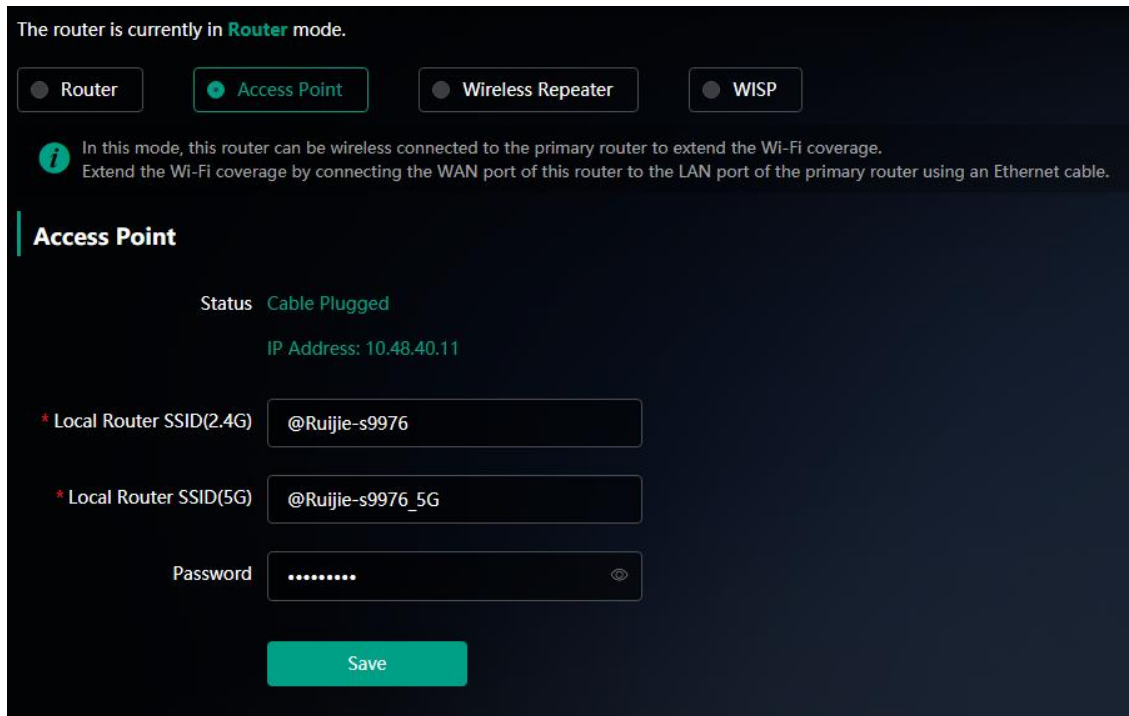 The router is currently in Router mode.
Router
Access Point
Wireless Repeater
WISP
In this mode, this router can be wireless connected to the primary router to extend the Wi-Fi coverage.
Extend the Wi-Fi coverage by connecting the WAN port of this router to the LAN port of the primary router using an Ethernet cable.
Access Point
Status Cable Plugged
IP Address: 10.48.40.11
* Local Router SSID(2.4G) @Ruijie-s9976
* Local Router SSID(5G) @Ruijie-s9976_5G
Password •••••••••
Save